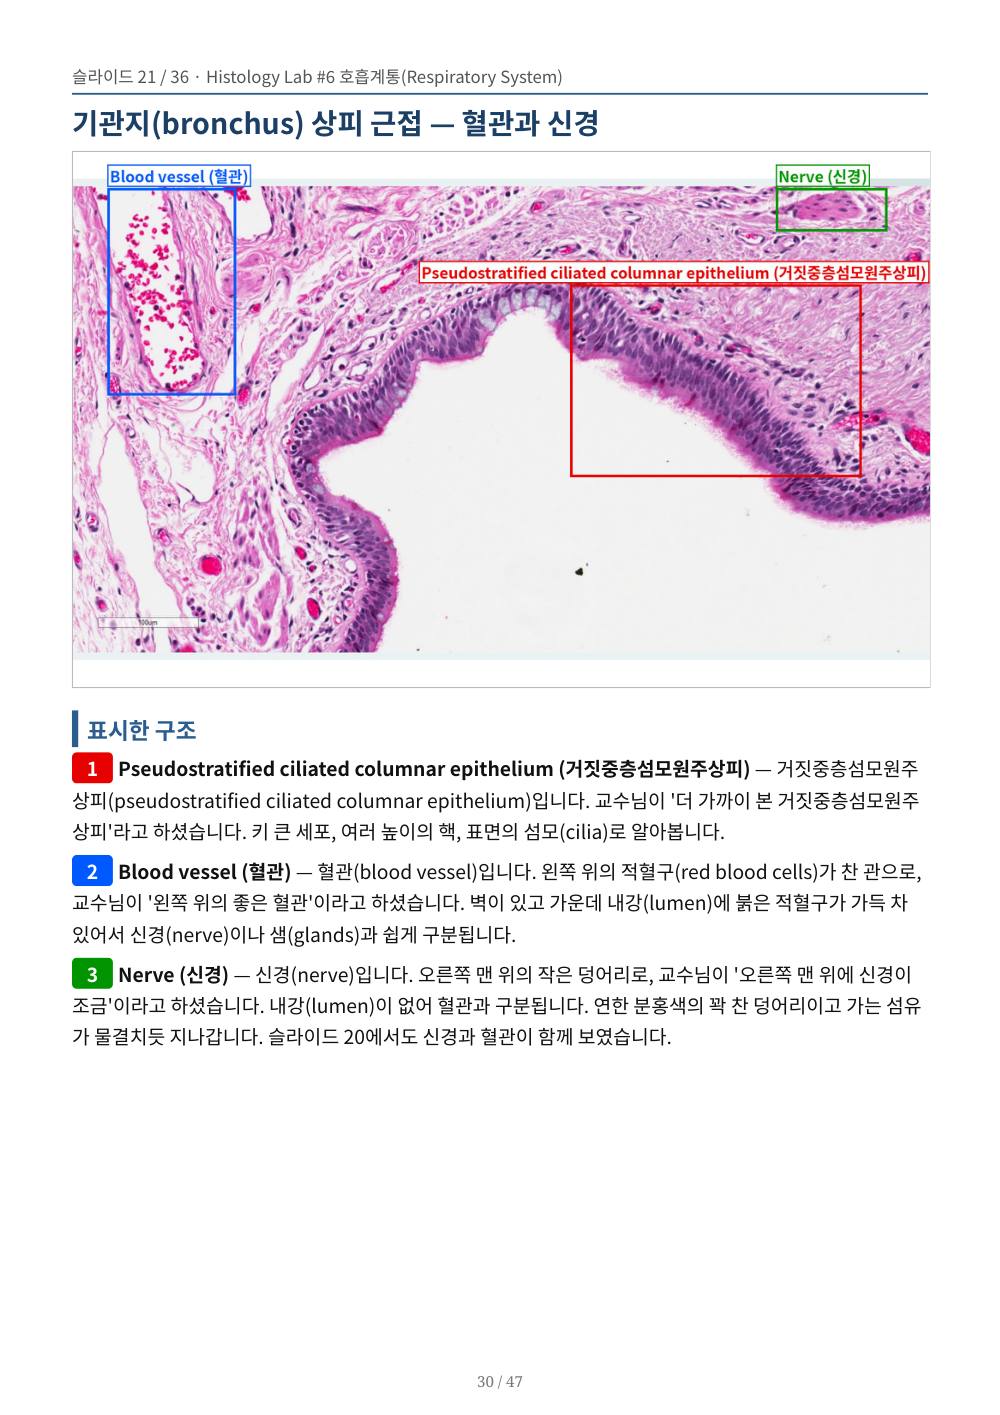 슬라이드 21 / 36 · Histology Lab #6 호흡계통(Respiratory System)
기관지(bronchus) 상피 근접 — 혈관과 신경
Blood vessel (혈관)
Nerve (신경)
Pseudostratified ciliated columnar epithelium (거짓중층섬모원주상피)
100um
표시한 구조
1 Pseudostratified ciliated columnar epithelium (거짓중층섬모원주상피) — 거짓중층섬모원주
상피(pseudostratified ciliated columnar epithelium)입니다. 교수님이 '더 가까이 본 거짓중층섬모원주
상피'라고 하셨습니다. 키 큰 세포, 여러 높이의 핵, 표면의 섬모(cilia)로 알아봅니다.
2 Blood vessel (혈관) — 혈관(blood vessel)입니다. 왼쪽 위의 적혈구(red blood cells)가 찬 관으로,
교수님이 '왼쪽 위의 좋은 혈관'이라고 하셨습니다. 벽이 있고 가운데 내강(lumen)에 붉은 적혈구가 가득 차
있어서 신경(nerve)이나 샘(glands)과 쉽게 구분됩니다.
3 Nerve (신경) — 신경(nerve)입니다. 오른쪽 맨 위의 작은 덩어리로, 교수님이 '오른쪽 맨 위에 신경이
조금'이라고 하셨습니다. 내강(lumen)이 없어 혈관과 구분됩니다. 연한 분홍색의 꽉 찬 덩어리이고 가는 섬유
가 물결치듯 지나갑니다. 슬라이드 20에서도 신경과 혈관이 함께 보였습니다.
30 / 47